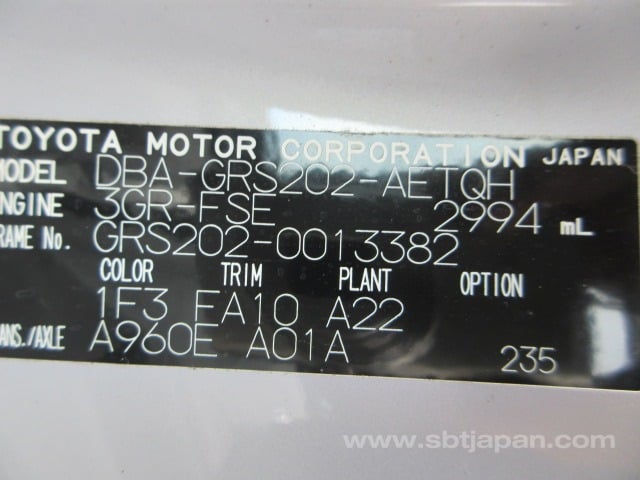 TOYOTA MOTOR CORPORATION JAPAN
MODEL DBA-GRS202-AETQH
ENGINE 3GR-FSE 2994 mL
FRAME No. GRS202-0013382
COLOR TRIM PLANT OPTION
1F3 FA10 A22
TRANS./AXLE A960E A01A 235
www.sbtjapan.com